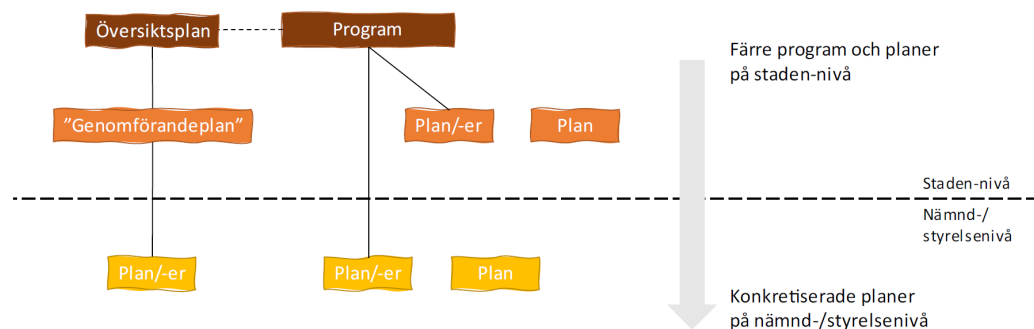 Översiktsplan
Program
Färre program och planer
på staden-nivå
”Genomförandeplan”
Plan/-er
Plan
Staden-nivå
Nämnd-/
styrelsenivå
Plan/-er
Plan/-er
Plan
Konkretiserade planer
på nämnd-/styrelsenivå